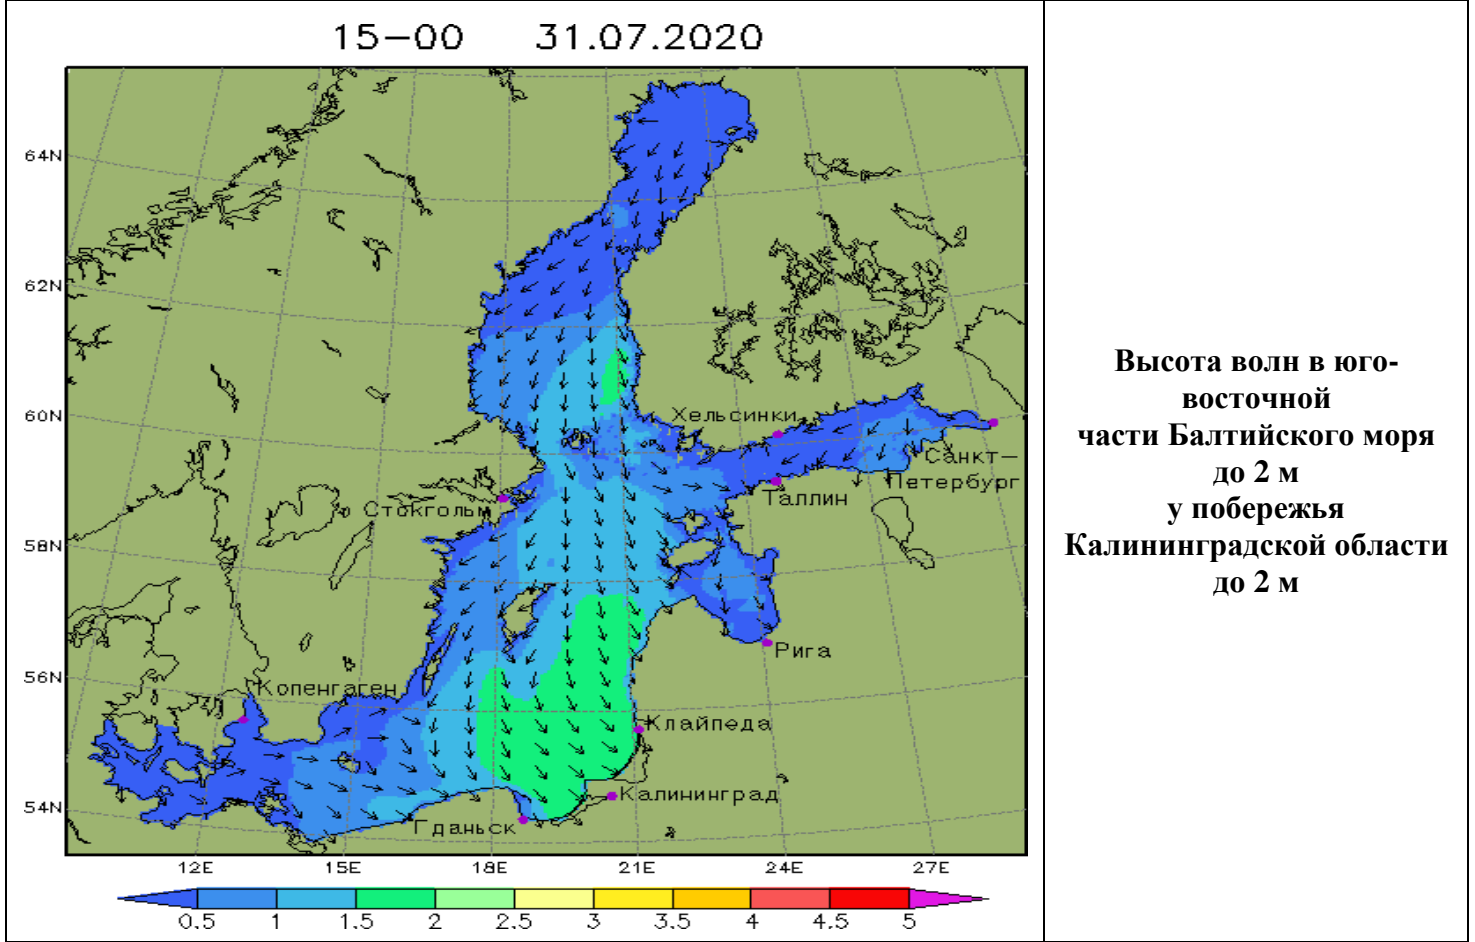 15-00 31.07.2020
64N
62N
60N
58N
56N
54N
Хельсинки
Санкт-
Петербург
Таллин
Стокгольм
Рига
Копенгаген
Клайпеда
Калининград
Гданьск
12E 15E 18E 21E 24E 27E
0.5 1 1.5 2 2.5 3 3.5 4 4.5 5
Высота волн в юго-
восточной
части Балтийского моря
до 2 м
у побережья
Калининградской области
до 2 м